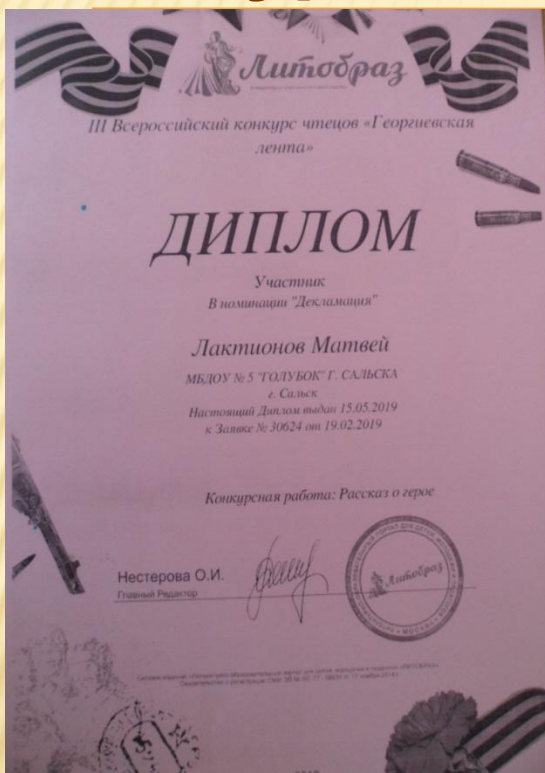 Литобраз
III Всероссийский конкурс чтецов «Георгиевская
лента»
ДИПЛОМ
Участник
В номинации "Декламация"
Лактионов Матвей
МБДОУ № 5 "ГОЛУБОК" Г. САЛЬСКА
г. Сальск
Настоящий Диплом выдан 15.05.2019
к Заявке № 30624 от 19.02.2019
Конкурсная работа: Рассказ о герое
Нестерова О.И.
Главный Редактор
Литобраз
МОСКВА